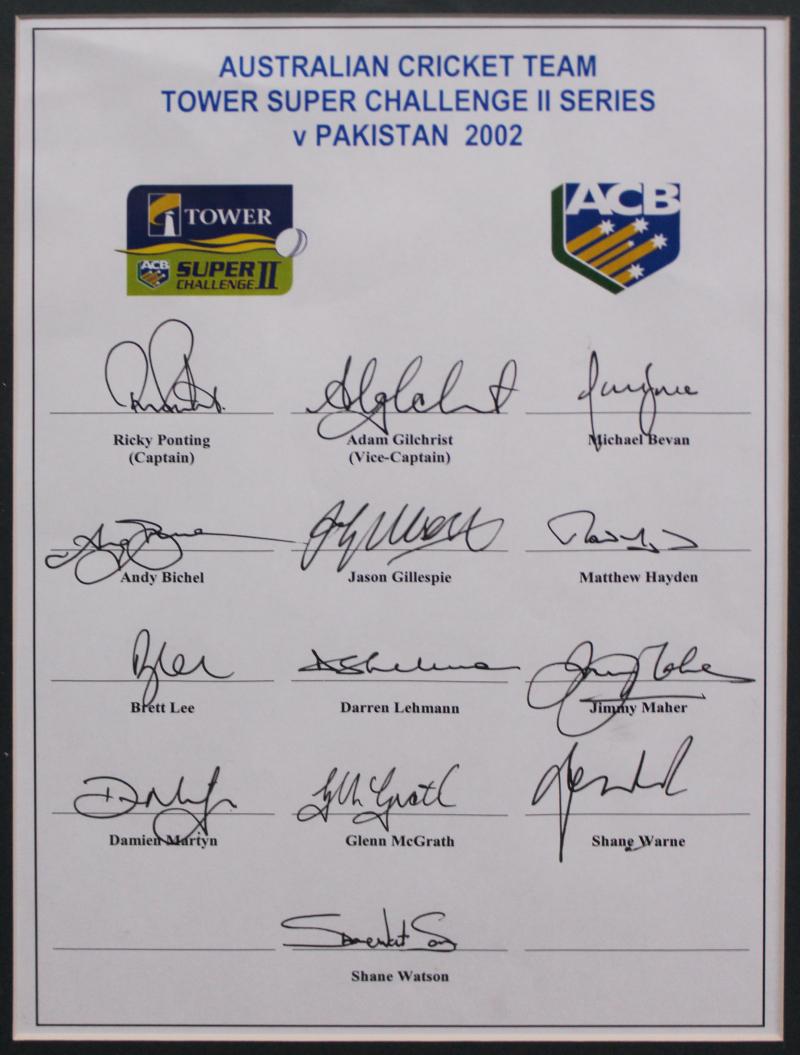 AUSTRALIAN CRICKET TEAM
TOWER SUPER CHALLENGE II SERIES
v PAKISTAN 2002
TOWER
ACB SUPER II
CHALLENGE
ACB
Ricky Ponting Adam Gilchrist Michael Bevan
(Captain) (Vice-Captain)
Andy Bichel Jason Gillespie Matthew Hayden
Brett Lee Darren Lehmann Jimmy Maher
Damien Martyn Glenn McGrath Shane Warne
Shane Watson